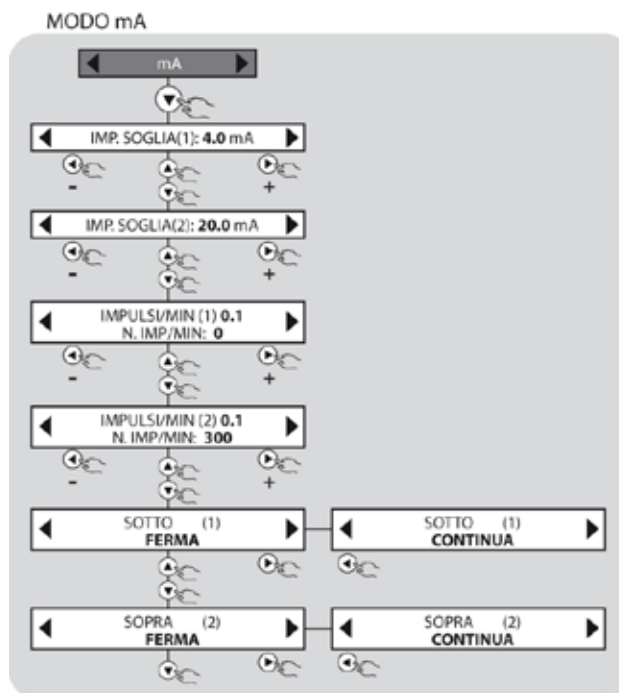 MODO mA
mA
IMP. SOGLIA(1): 4.0 mA
- +
IMP. SOGLIA(2): 20.0 mA
- +
IMPULSI/MIN (1) 0.1
N. IMP/MIN: 0
- +
IMPULSI/MIN (2) 0.1
N. IMP/MIN: 300
- +
SOTTO (1)
FERMA
SOTTO (1)
CONTINUA
SOPRA (2)
FERMA
SOPRA (2)
CONTINUA